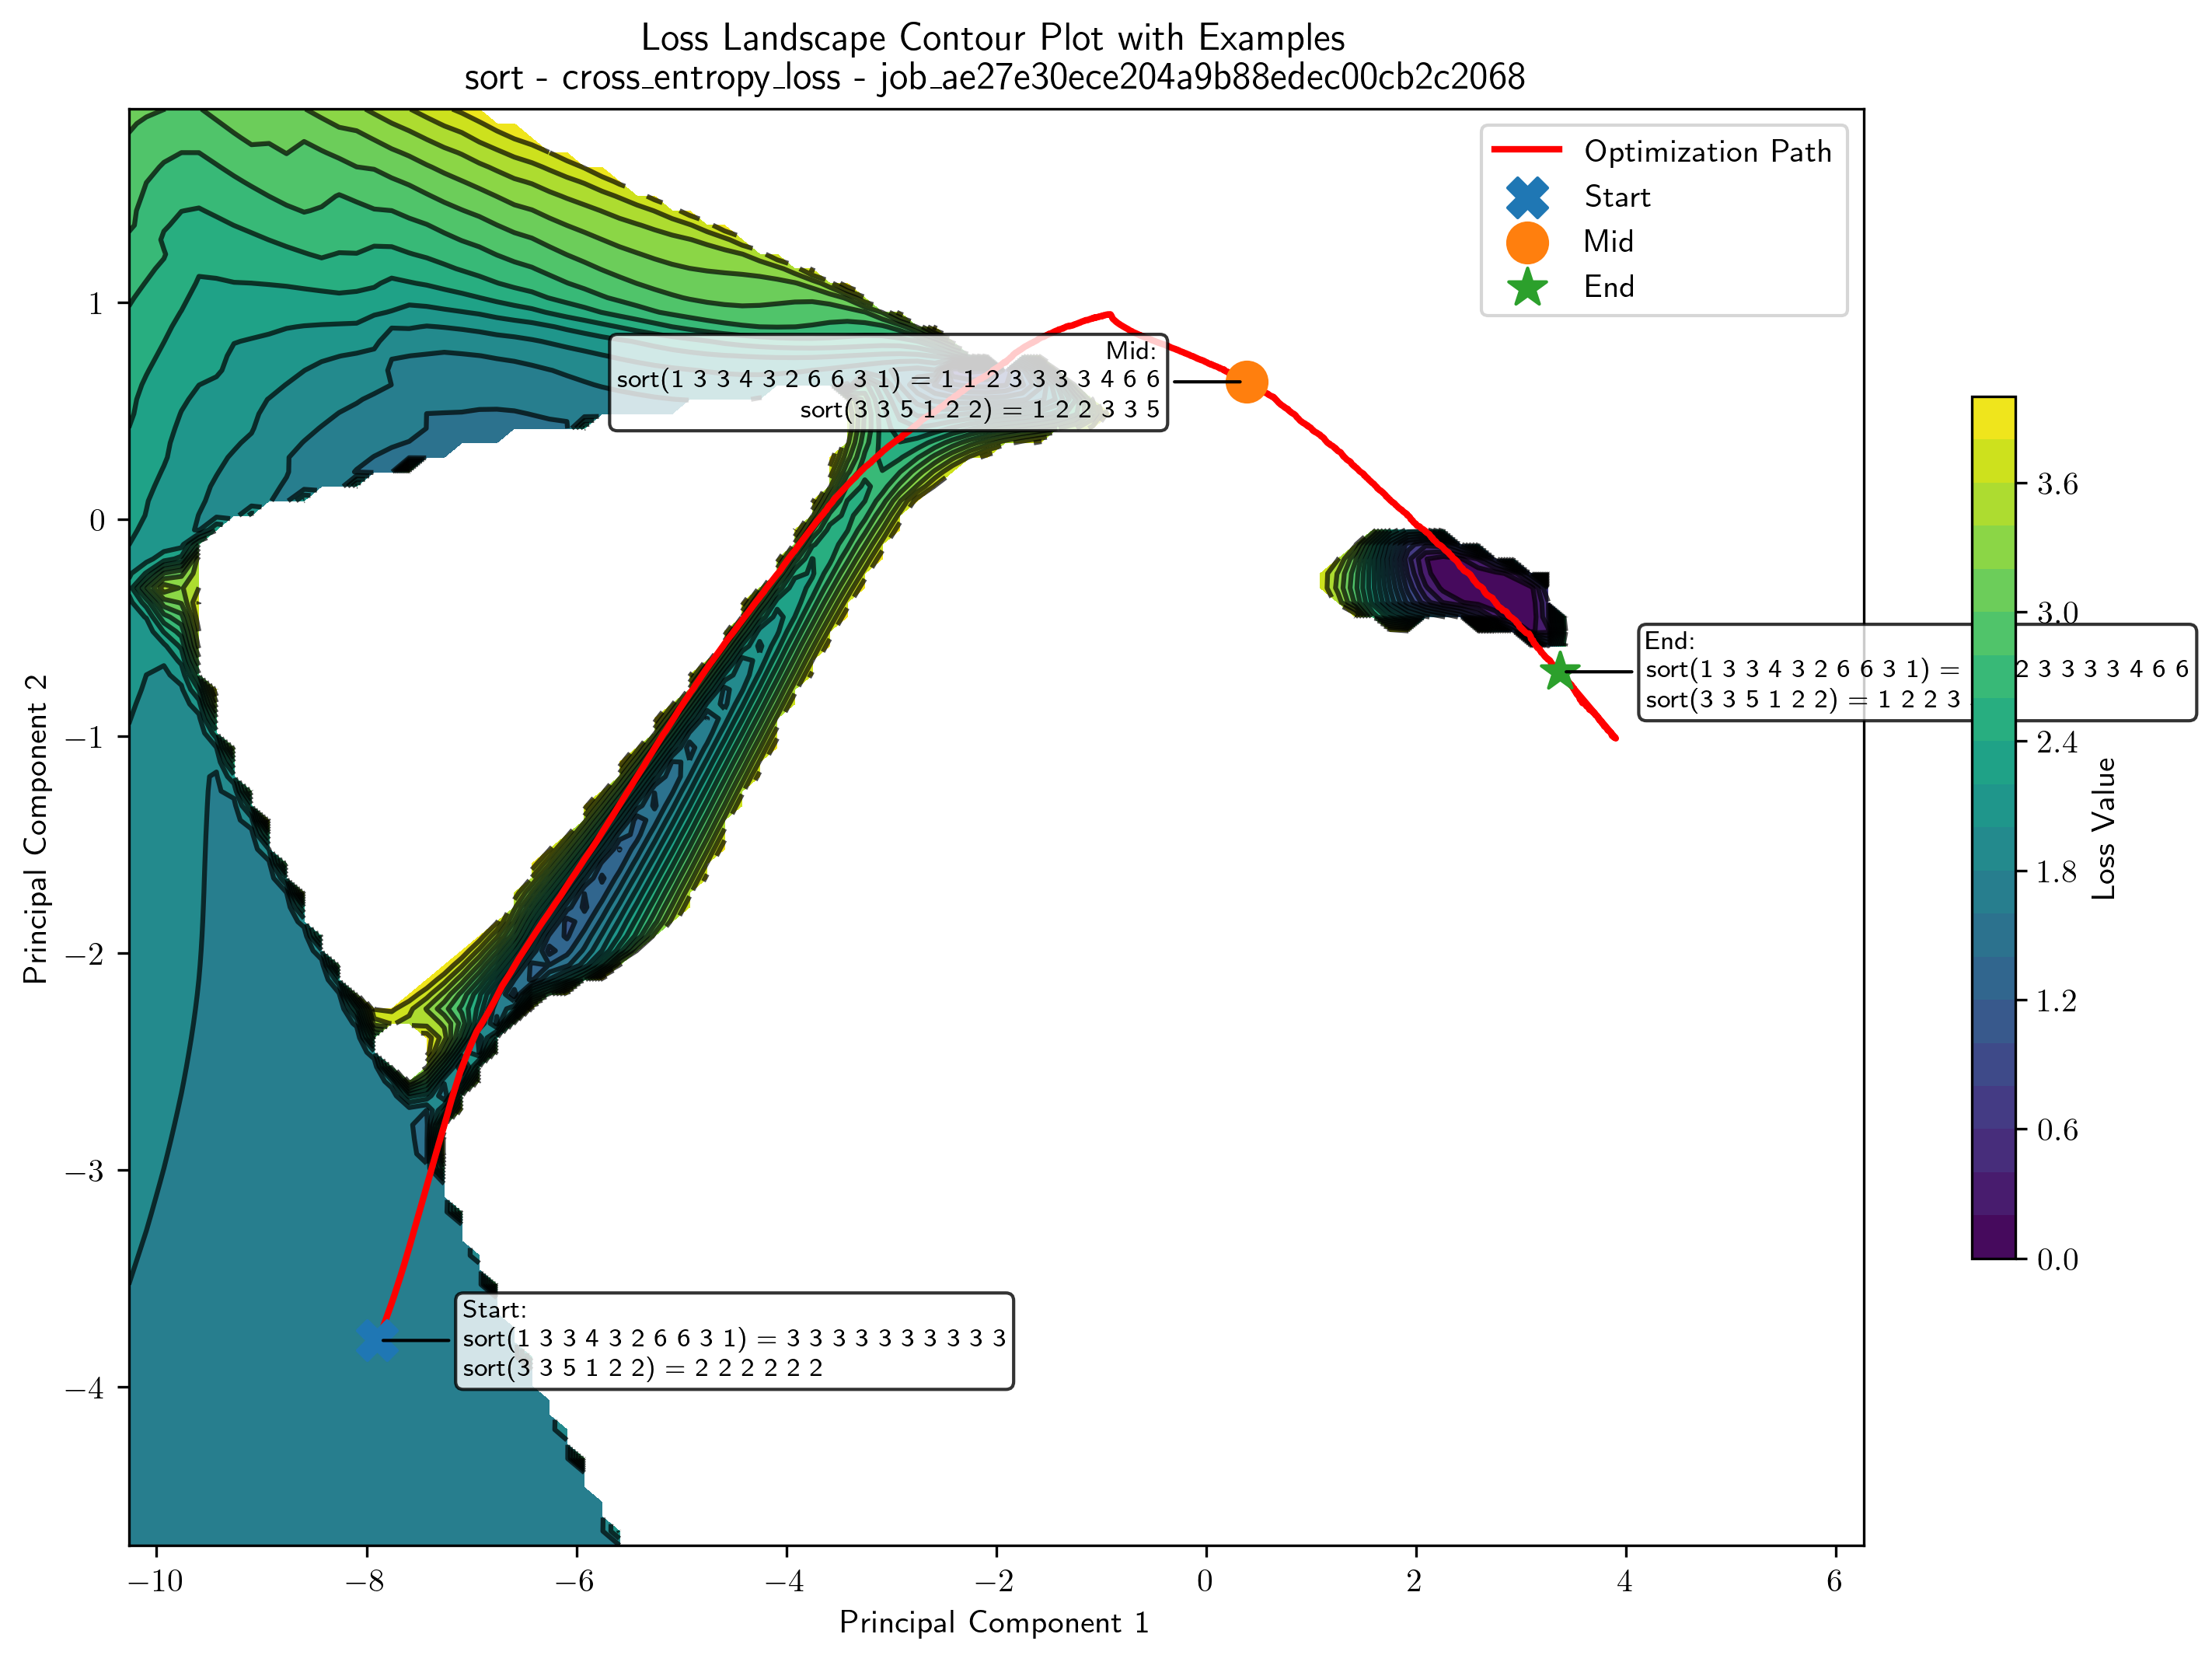 Loss Landscape Contour Plot with Examples
sort - cross_entropy_loss - job_ae27e30ece204a9b88edec00cb2c2068
Optimization Path
Start
Mid
End
Mid:
sort(1 3 3 4 3 2 6 6 3 1) = 1 1 2 3 3 3 3 4 6 6
sort(3 3 5 1 2 2) = 1 2 2 3 3 5
End:
sort(1 3 3 4 3 2 6 6 3 1) = 2 3 3 3 3 4 6 6
sort(3 3 5 1 2 2) = 1 2 2 3
Start:
sort(1 3 3 4 3 2 6 6 3 1) = 3 3 3 3 3 3 3 3 3 3
sort(3 3 5 1 2 2) = 2 2 2 2 2 2
1
0
−1
−2
−3
−4
Principal Component 2
−10
−8
−6
−4
−2
0
2
4
6
Principal Component 1
3.6
3.0
2.4
1.8
1.2
0.6
0.0
Loss Value